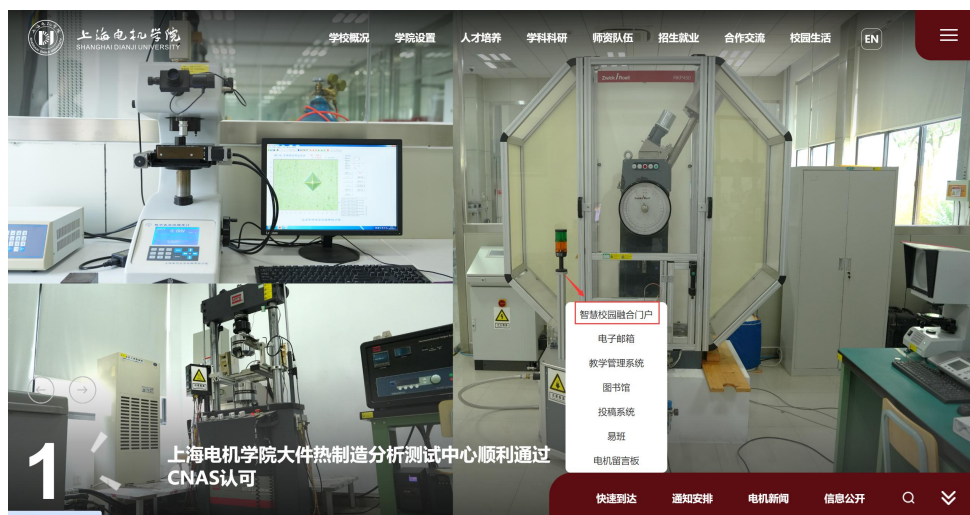 上海电机学院
SHANGHAI DIANJI UNIVERSITY
学校概况 学院设置 人才培养 学科科研 师资队伍 招生就业 合作交流 校园生活 EN
Zwick / Roell
智慧校园融合门户
电子邮箱
教学管理系统
图书馆
投稿系统
易班
电机留言板
1
上海电机学院大件热制造分析测试中心顺利通过
CNAS认可
快速到达 通知安排 电机新闻 信息公开